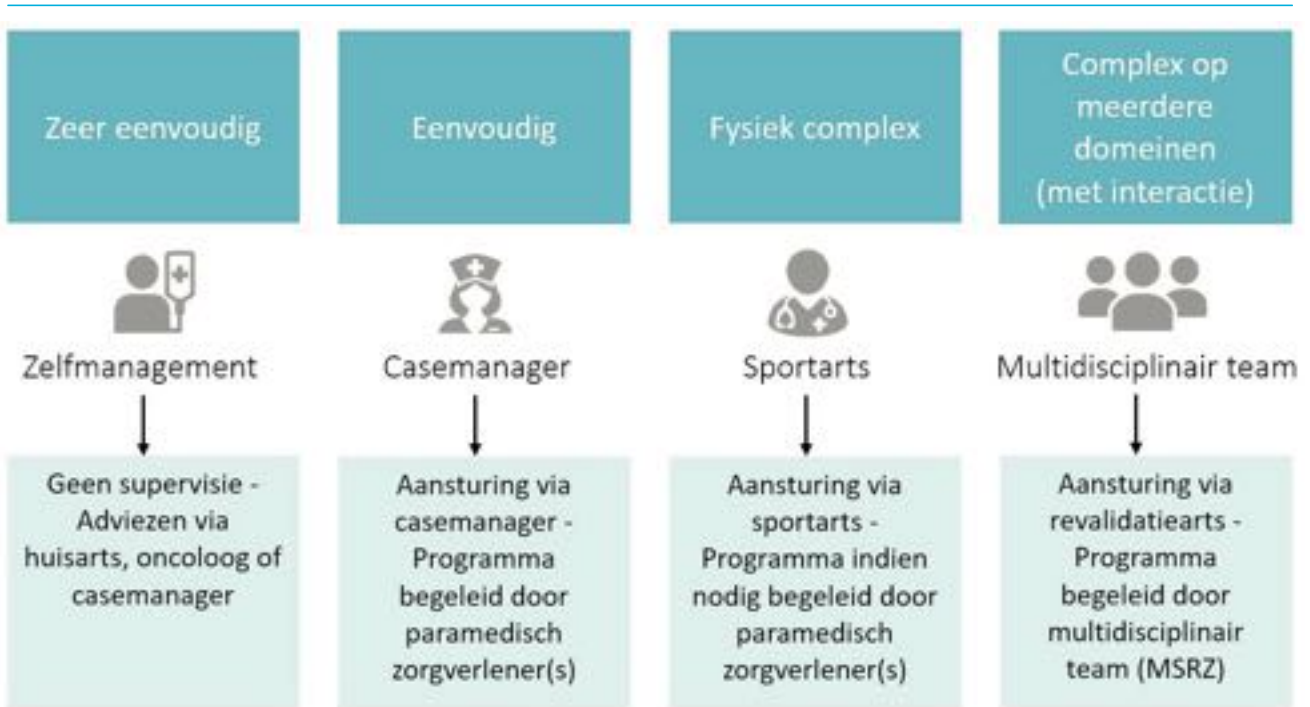 Zeer eenvoudig
Eenvoudig
Fysiek complex
Complex op
meerdere
domeinen
(met interactie)
Zelfmanagement
Casemanager
Sportarts
Multidisciplinair team
Geen supervisie -
Adviezen via
huisarts, oncoloog of
casemanager
Aansturing via
casemanager -
Programma
begeleid door
paramedisch
zorgverlener(s)
Aansturing via
sportarts -
Programma indien
nodig begeleid door
paramedisch
zorgverlener(s)
Aansturing via
revalidatiearts -
Programma
begeleid door
multidisciplinair
team (MSRZ)